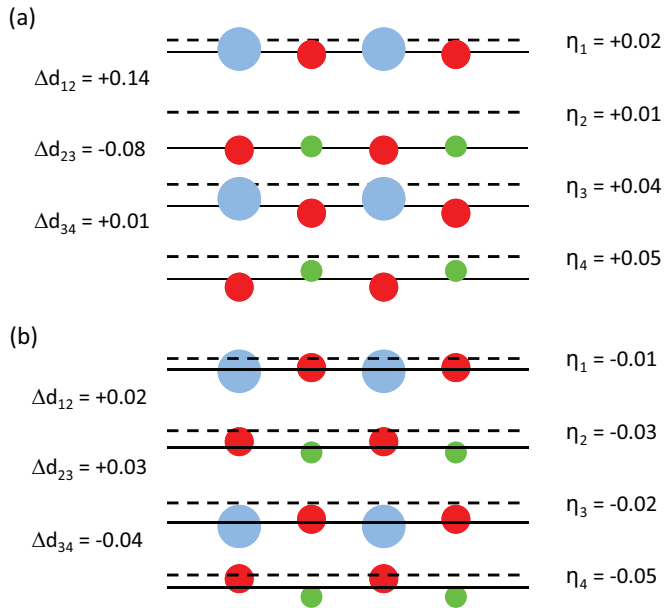 (a)
η₁ = +0.02
Δd₁₂ = +0.14
η₂ = +0.01
Δd₂₃ = -0.08
η₃ = +0.04
Δd₃₄ = +0.01
η₄ = +0.05
(b)
η₁ = -0.01
Δd₁₂ = +0.02
η₂ = -0.03
Δd₂₃ = +0.03
η₃ = -0.02
Δd₃₄ = -0.04
η₄ = -0.05